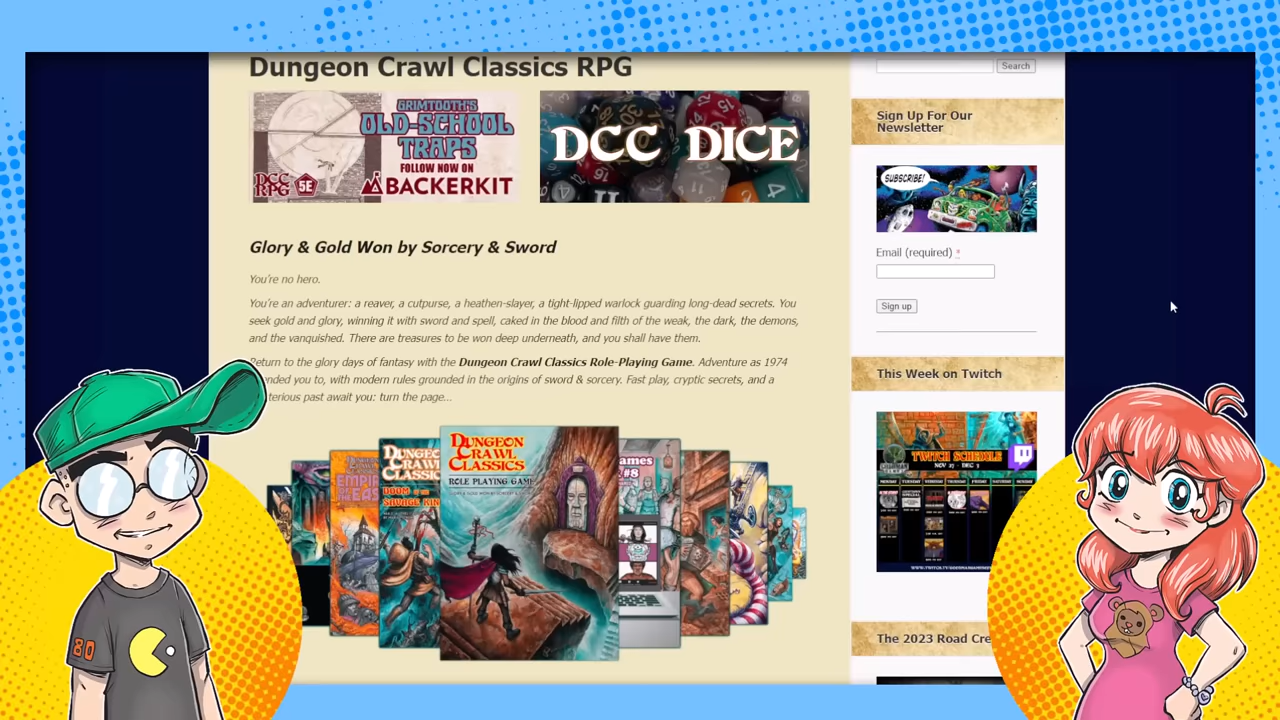 Dungeon Crawl Classics RPG
GRIMTOOTH'S
OLD-SCHOOL
TRAPS
FOLLOW NOW ON
BACKERKIT
DCC
RPG
5E
DCC DICE
Glory & Gold Won by Sorcery & Sword
You're no hero.
You're an adventurer: a reaver, a cutpurse, a heathen-slayer, a tight-lipped warlock guarding long-dead secrets. You
seek gold and glory, winning it with sword and spell, caked in the blood and filth of the weak, the dark, the demons,
and the vanquished. There are treasures to be won deep underneath, and you shall have them.
Return to the glory days of fantasy with the Dungeon Crawl Classics Role-Playing Game. Adventure as 1974
nded you to, with modern rules grounded in the origins of sword & sorcery. Fast play, cryptic secrets, and a
terious past await you: turn the page...
DUNGEON
CRAWL
CLASSICS
ROLE PLAYING GAME
Search
Sign Up For Our
Newsletter
SUBSCRIBE!
Email (required) *
Sign up
This Week on Twitch
TWITCH SCHEDULE
NOV 27 - DEC 3
The 2023 Road Cre
80